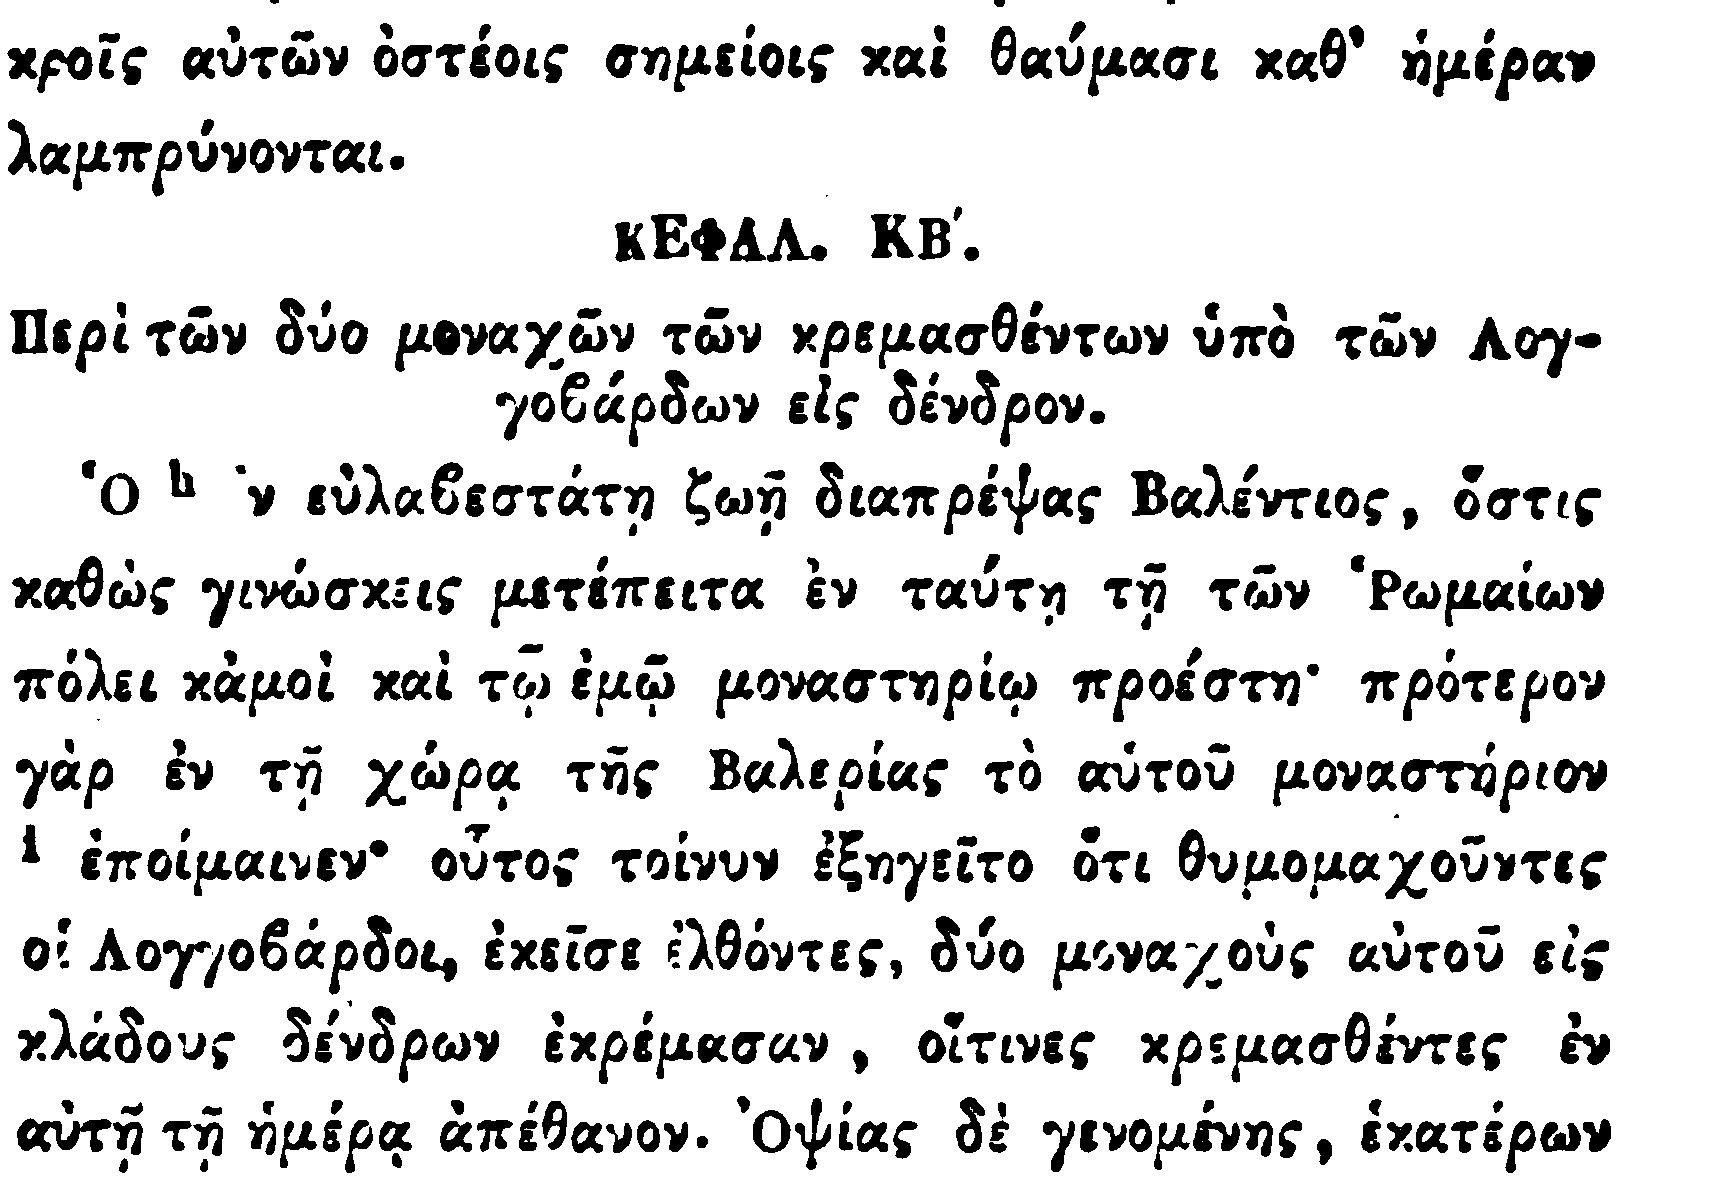 κροῖς αὐτῶν ὀστέοις σημείοις καὶ θαύμασι καθ' ἡμέραν
λαμπρύνονται.
ΚΕΦΑΛ. ΚΒ'.
Περὶ τῶν δύο μοναχῶν τῶν κρεμασθέντων ὑπὸ τῶν Λογ-
γοβάρδων εἰς δένδρον.
Ὁ h ἐν εὐλαβεστάτῃ ζωῇ διαπρέψας Βαλέντιος, ὅστις
καθὼς γινώσκεις μετέπειτα ἐν ταύτῃ τῇ τῶν Ῥωμαίων
πόλει κἀμοὶ καὶ τῷ ἐμῷ μοναστηρίῳ προέστη· πρότερον
γὰρ ἐν τῇ χώρᾳ τῆς Βαλερίας τὸ αὑτοῦ μοναστήριον
i ἐποίμαινεν· οὗτος τοίνυν ἐξηγεῖτο ὅτι θυμομαχοῦντες
οἱ Λογγοβάρδοι, ἐκεῖσε ἐλθόντες, δύο μοναχοὺς αὐτοῦ εἰς
κλάδους δένδρων ἐκρέμασαν, οἵτινες κρεμασθέντες ἐν
αὐτῇ τῇ ἡμέρᾳ ἀπέθανον. Ὀψίας δὲ γενομένης, ἑκατέρων